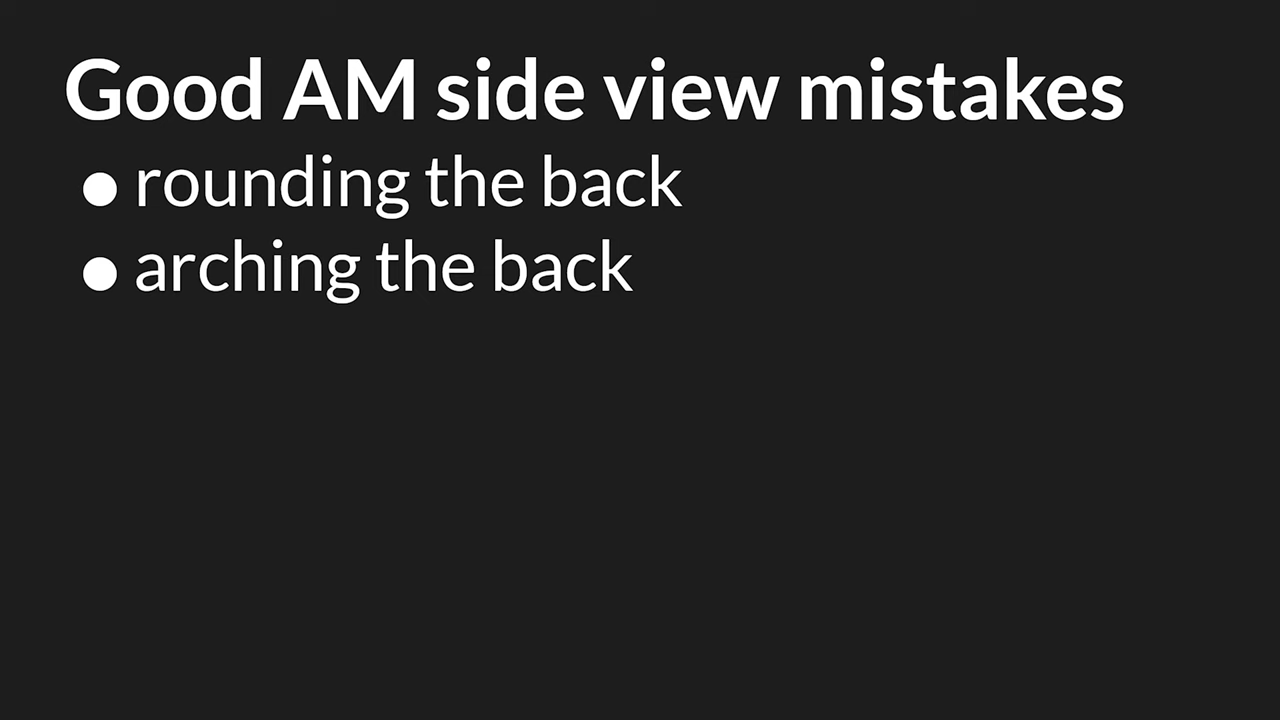 Good AM side view mistakes
● rounding the back
● arching the back